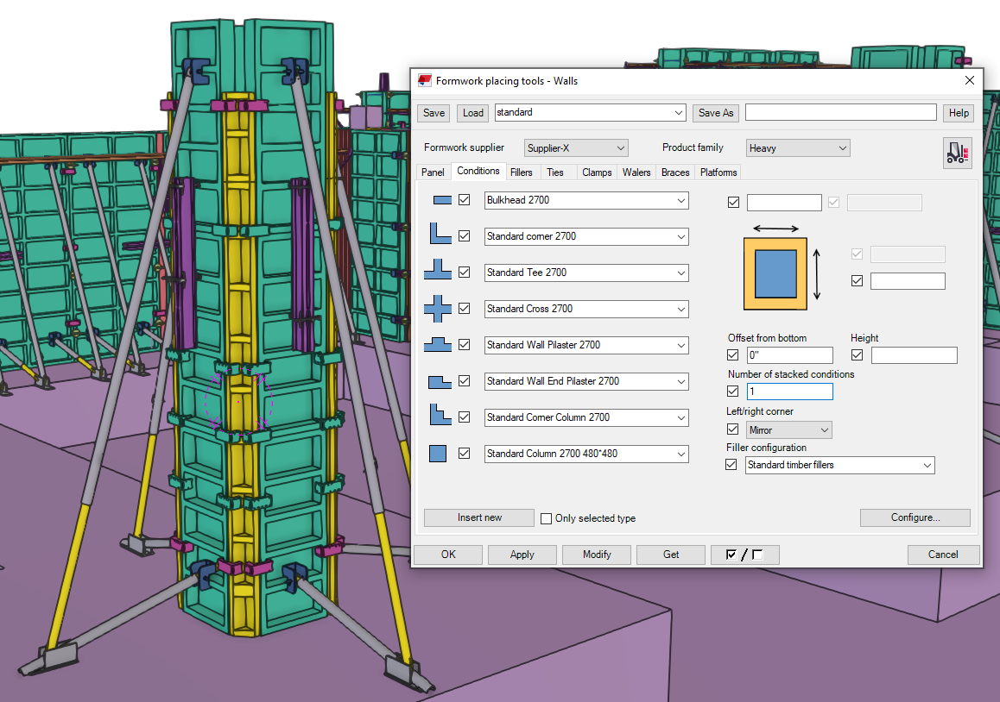 Formwork placing tools - Walls
Save Load standard Save As Help
Formwork supplier Supplier-X Product family Heavy
Panel Conditions Fillers Ties Clamps Walers Braces Platforms
Bulkhead 2700
Standard corner 2700
Standard Tee 2700
Standard Cross 2700
Standard Wall Pilaster 2700
Standard Wall End Pilaster 2700
Standard Corner Column 2700
Standard Column 2700 480*480
Offset from bottom Height
0"
Number of stacked conditions
1
Left/right corner
Mirror
Filler configuration
Standard timber fillers
Insert new Only selected type Configure...
OK Apply Modify Get / Cancel